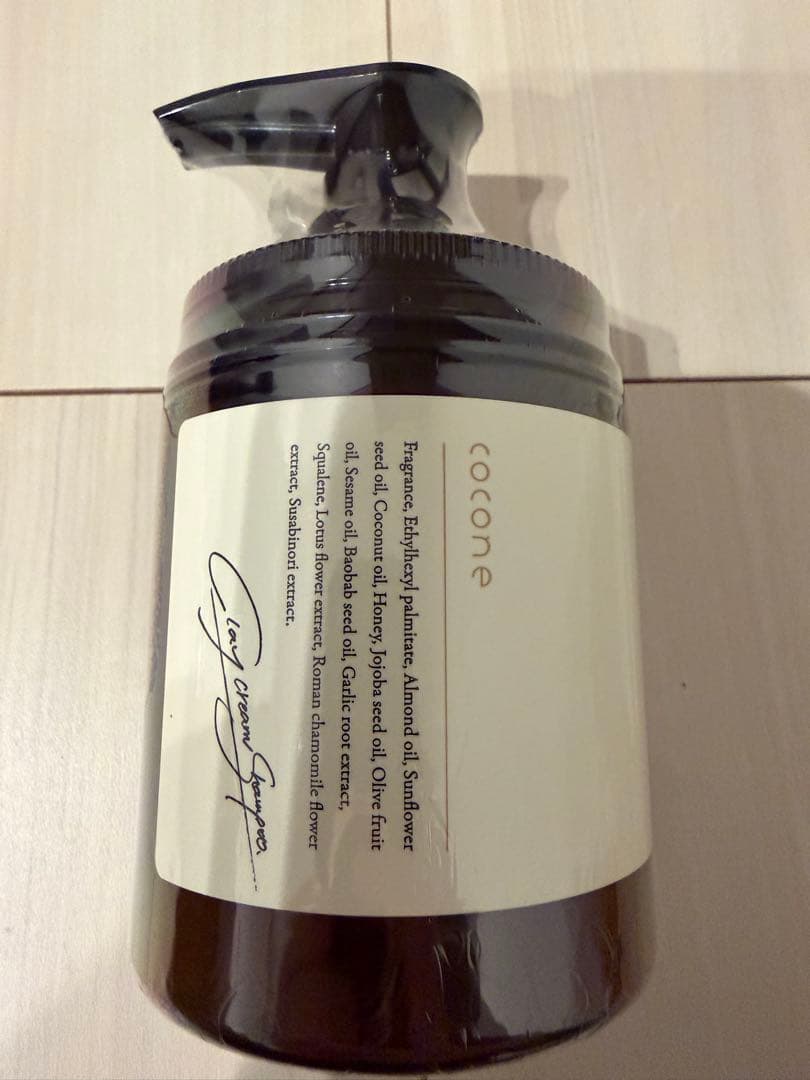 cocone
Fragrance, Ethylhexyl palmitate, Almond oil, Sunflower
seed oil, Coconut oil, Honey, Jojoba seed oil, Olive fruit
oil, Sesame oil, Baobab seed oil, Garlic root extract,
Squalene, Lotus flower extract, Roman chamomile flower
extract, Susabinori extract.
Clay cream Shampoo